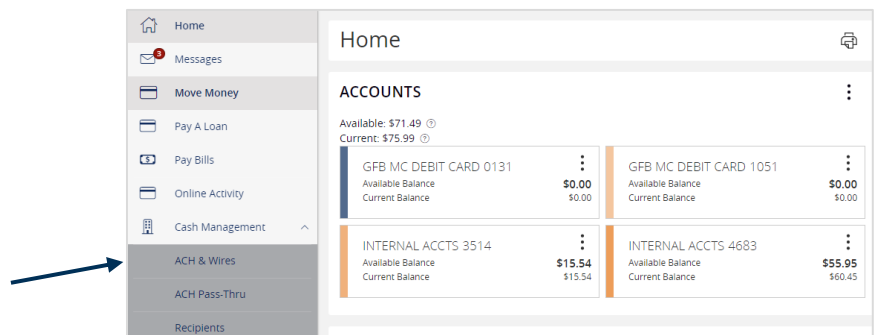 Home
3
Messages
Move Money
Pay A Loan
$
Pay Bills
Online Activity
Cash Management
ACH & Wires
ACH Pass-Thru
Recipients
Home
ACCOUNTS
Available: $71.49 ?
Current: $75.99 ?
GFB MC DEBIT CARD 0131
Available Balance $0.00
Current Balance $0.00
GFB MC DEBIT CARD 1051
Available Balance $0.00
Current Balance $0.00
INTERNAL ACCTS 3514
Available Balance $15.54
Current Balance $15.54
INTERNAL ACCTS 4683
Available Balance $55.95
Current Balance $60.45